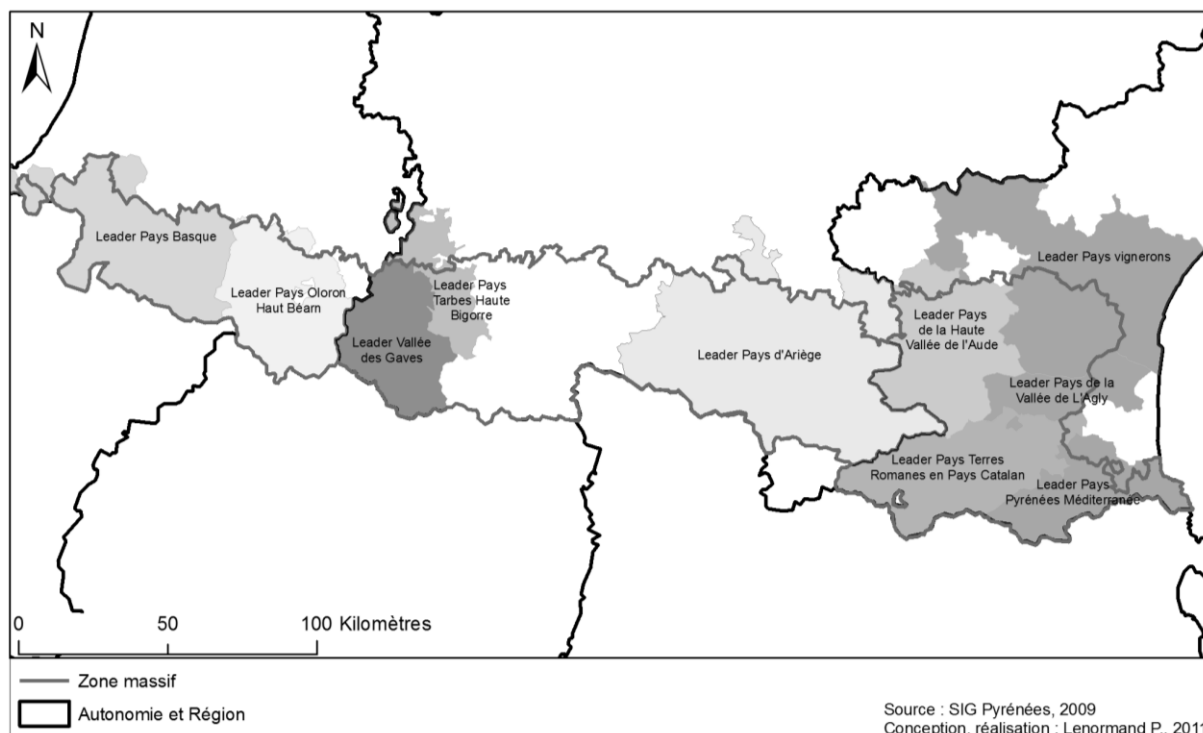 N
Leader Pays Basque
Leader Pays Oloron
Haut Béarn
Leader Vallée
des Gaves
Leader Pays
Tarbes Haute
Bigorre
Leader Pays d'Ariège
Leader Pays vignerons
Leader Pays
de la Haute
Vallée de l'Aude
Leader Pays de la
Vallée de L'Agly
Leader Pays Terres
Romanes en Pays Catalan
Leader Pays
Pyrénées Méditerranée
0 50 100 Kilomètres
Zone massif
Autonomie et Région
Source : SIG Pyrénées, 2009
Conception, réalisation : Lenormand P., 2011